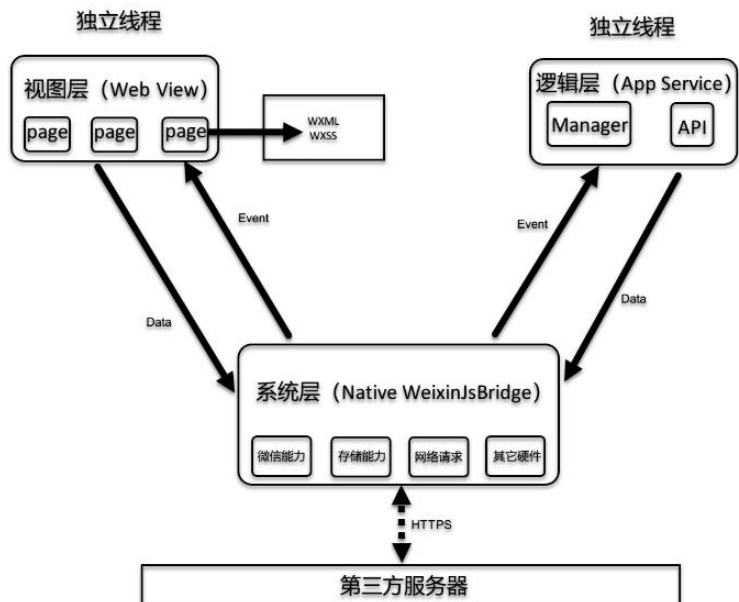 独立线程
独立线程
视图层（Web View）
page
page
page
WXML
WXSS
逻辑层（App Service）
Manager
API
Event
Event
Data
Data
系统层（Native WeixinJsBridge）
微信能力
存储能力
网络请求
其它硬件
HTTPS
第三方服务器